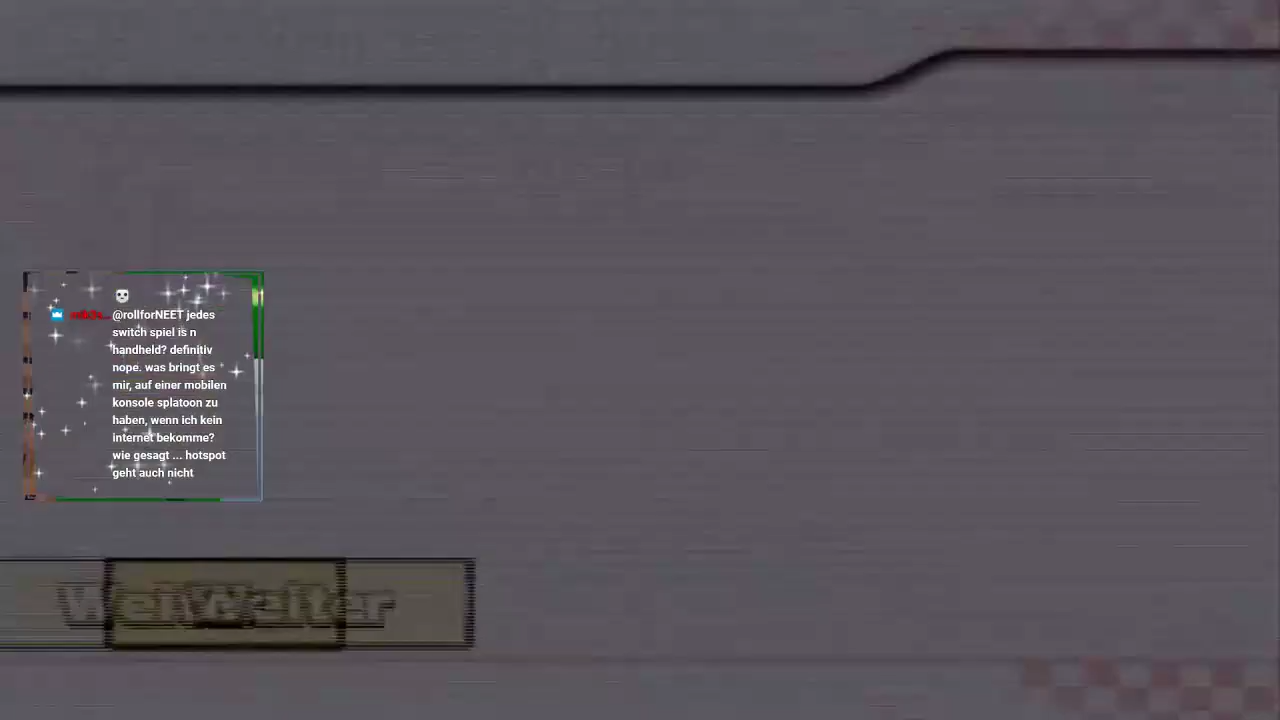 @rollforNEET jedes
switch spiel is n
handheld? definitiv
nope. was bringt es
mir, auf einer mobilen
konsole splatoon zu
haben, wenn ich kein
internet bekomme?
wie gesagt ... hotspot
geht auch nicht
Weiter